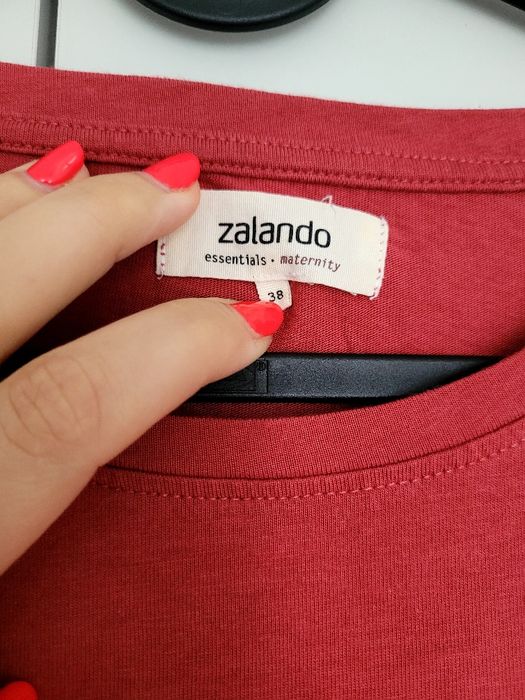 zalando
essentials · maternity
38